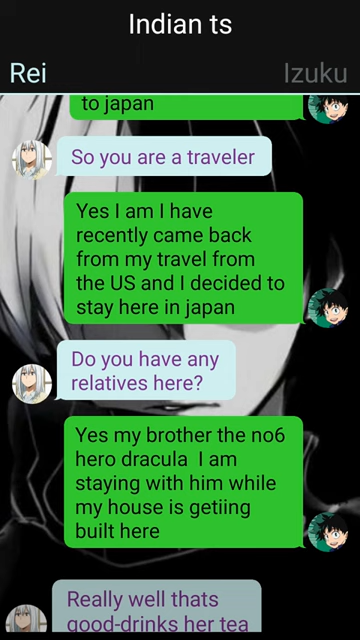 Indian ts
Rei
Izuku
to japan
So you are a traveler
Yes I am I have
recently came back
from my travel from
the US and I decided to
stay here in japan
Do you have any
relatives here?
Yes my brother the no6
hero dracula I am
staying with him while
my house is getiing
built here
Really well thats
good-drinks her tea